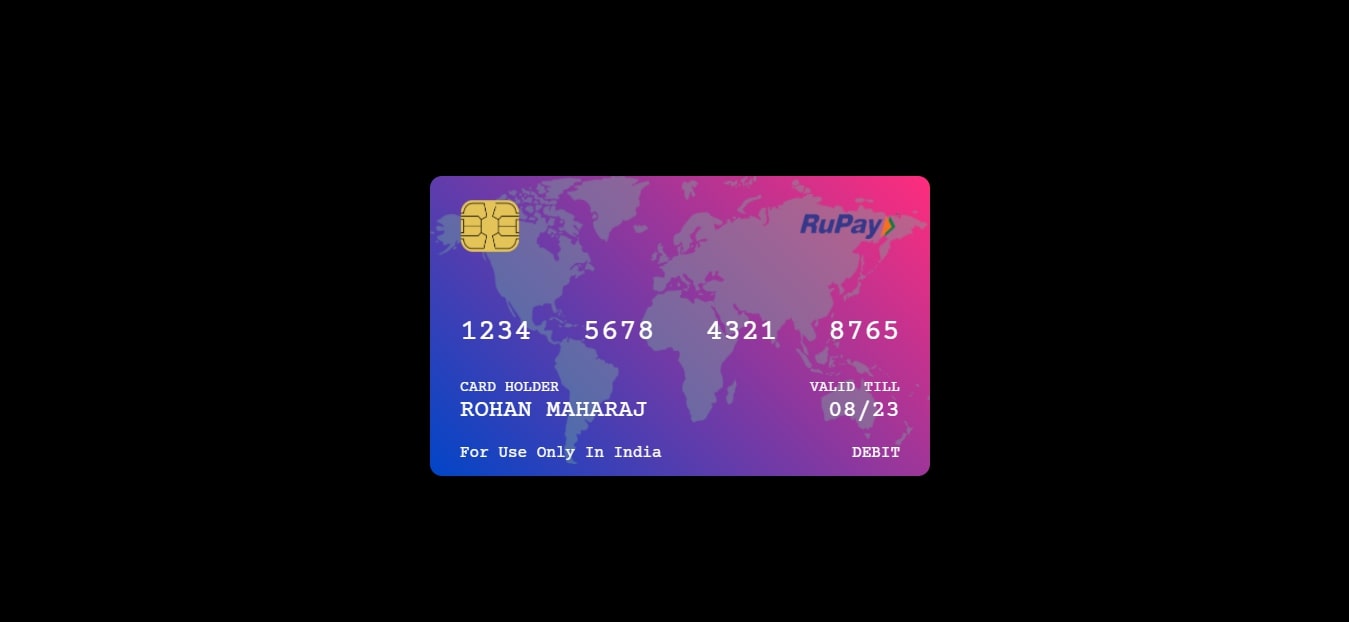 RuPay
1234 5678 4321 8765
CARD HOLDER VALID TILL
ROHAN MAHARAJ 08/23
For Use Only In India DEBIT